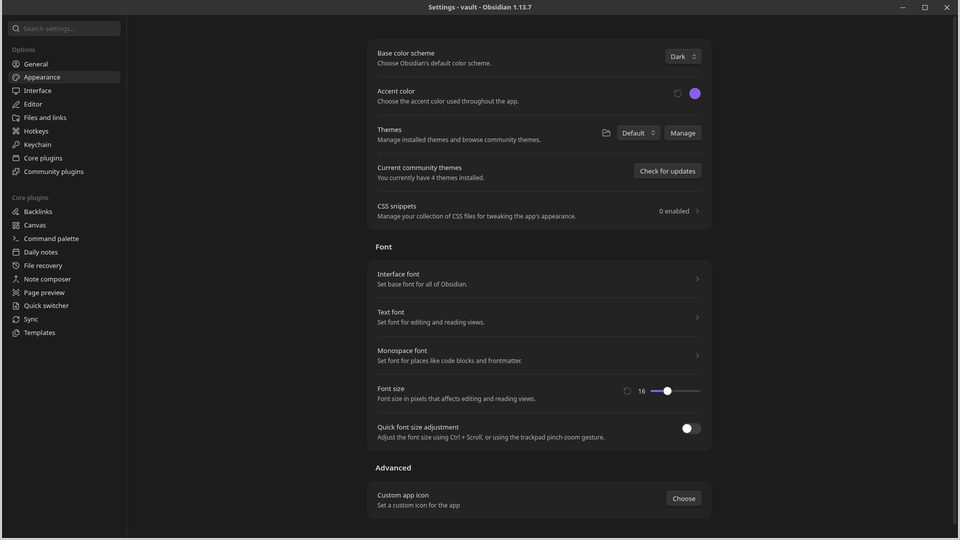 Settings - vault - Obsidian 1.13.7
Search settings...
Options
General
Appearance
Interface
Editor
Files and links
Hotkeys
Keychain
Core plugins
Community plugins
Core plugins
Backlinks
Canvas
Command palette
Daily notes
File recovery
Note composer
Page preview
Quick switcher
Sync
Templates
Base color scheme
Choose Obsidian's default color scheme.
Dark
Accent color
Choose the accent color used throughout the app.
Themes
Manage installed themes and browse community themes.
Default
Manage
Current community themes
You currently have 4 themes installed.
Check for updates
CSS snippets
Manage your collection of CSS files for tweaking the app's appearance.
0 enabled
Font
Interface font
Set base font for all of Obsidian.
Text font
Set font for editing and reading views.
Monospace font
Set font for places like code blocks and frontmatter.
Font size
Font size in pixels that affects editing and reading views.
16
Quick font size adjustment
Adjust the font size using Ctrl + Scroll, or using the trackpad pinch-zoom gesture.
Advanced
Custom app icon
Set a custom icon for the app
Choose